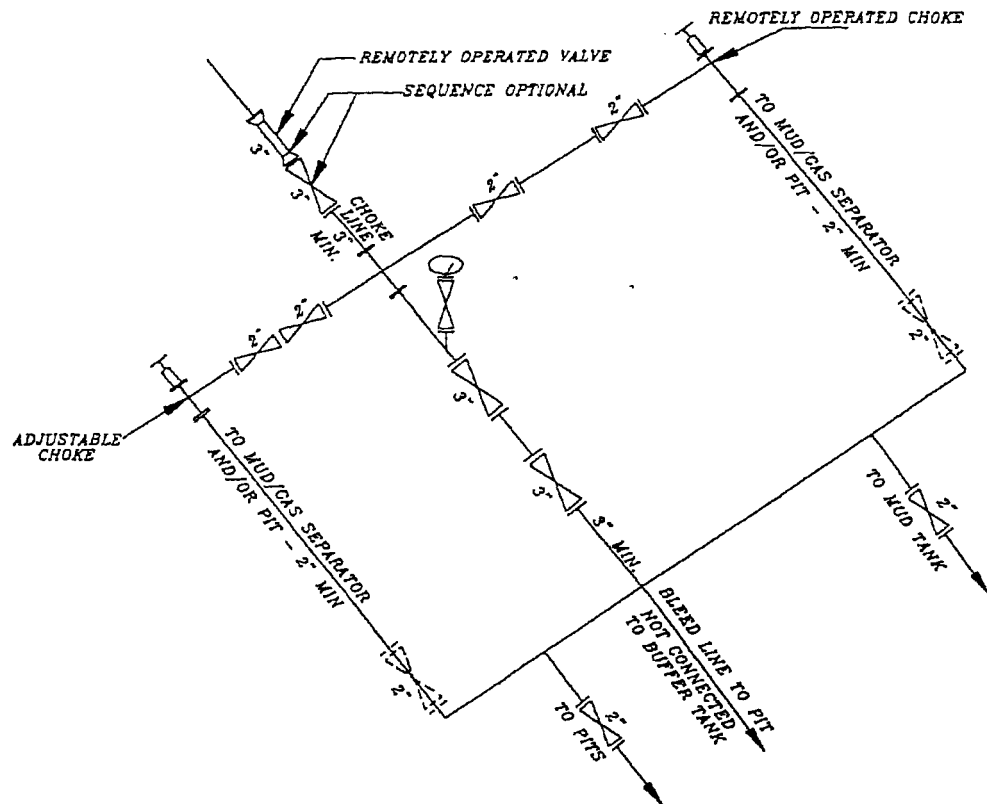 REMOTELY OPERATED CHOKE
REMOTELY OPERATED VALVE
SEQUENCE OPTIONAL
3"
3"
CHOKE
LINE
3"
MIN.
2"
2"
TO MUD/GAS SEPARATOR
AND/OR PIT - 2" MIN
2"
2"
2"
ADJUSTABLE
CHOKE
TO MUD/GAS SEPARATOR
AND/OR PIT - 2" MIN
2"
3"
3"
3" MIN.
2"
TO MUD TANK
BLEED LINE TO PIT
NOT CONNECTED
TO BUFFER TANK
2"
TO PITS